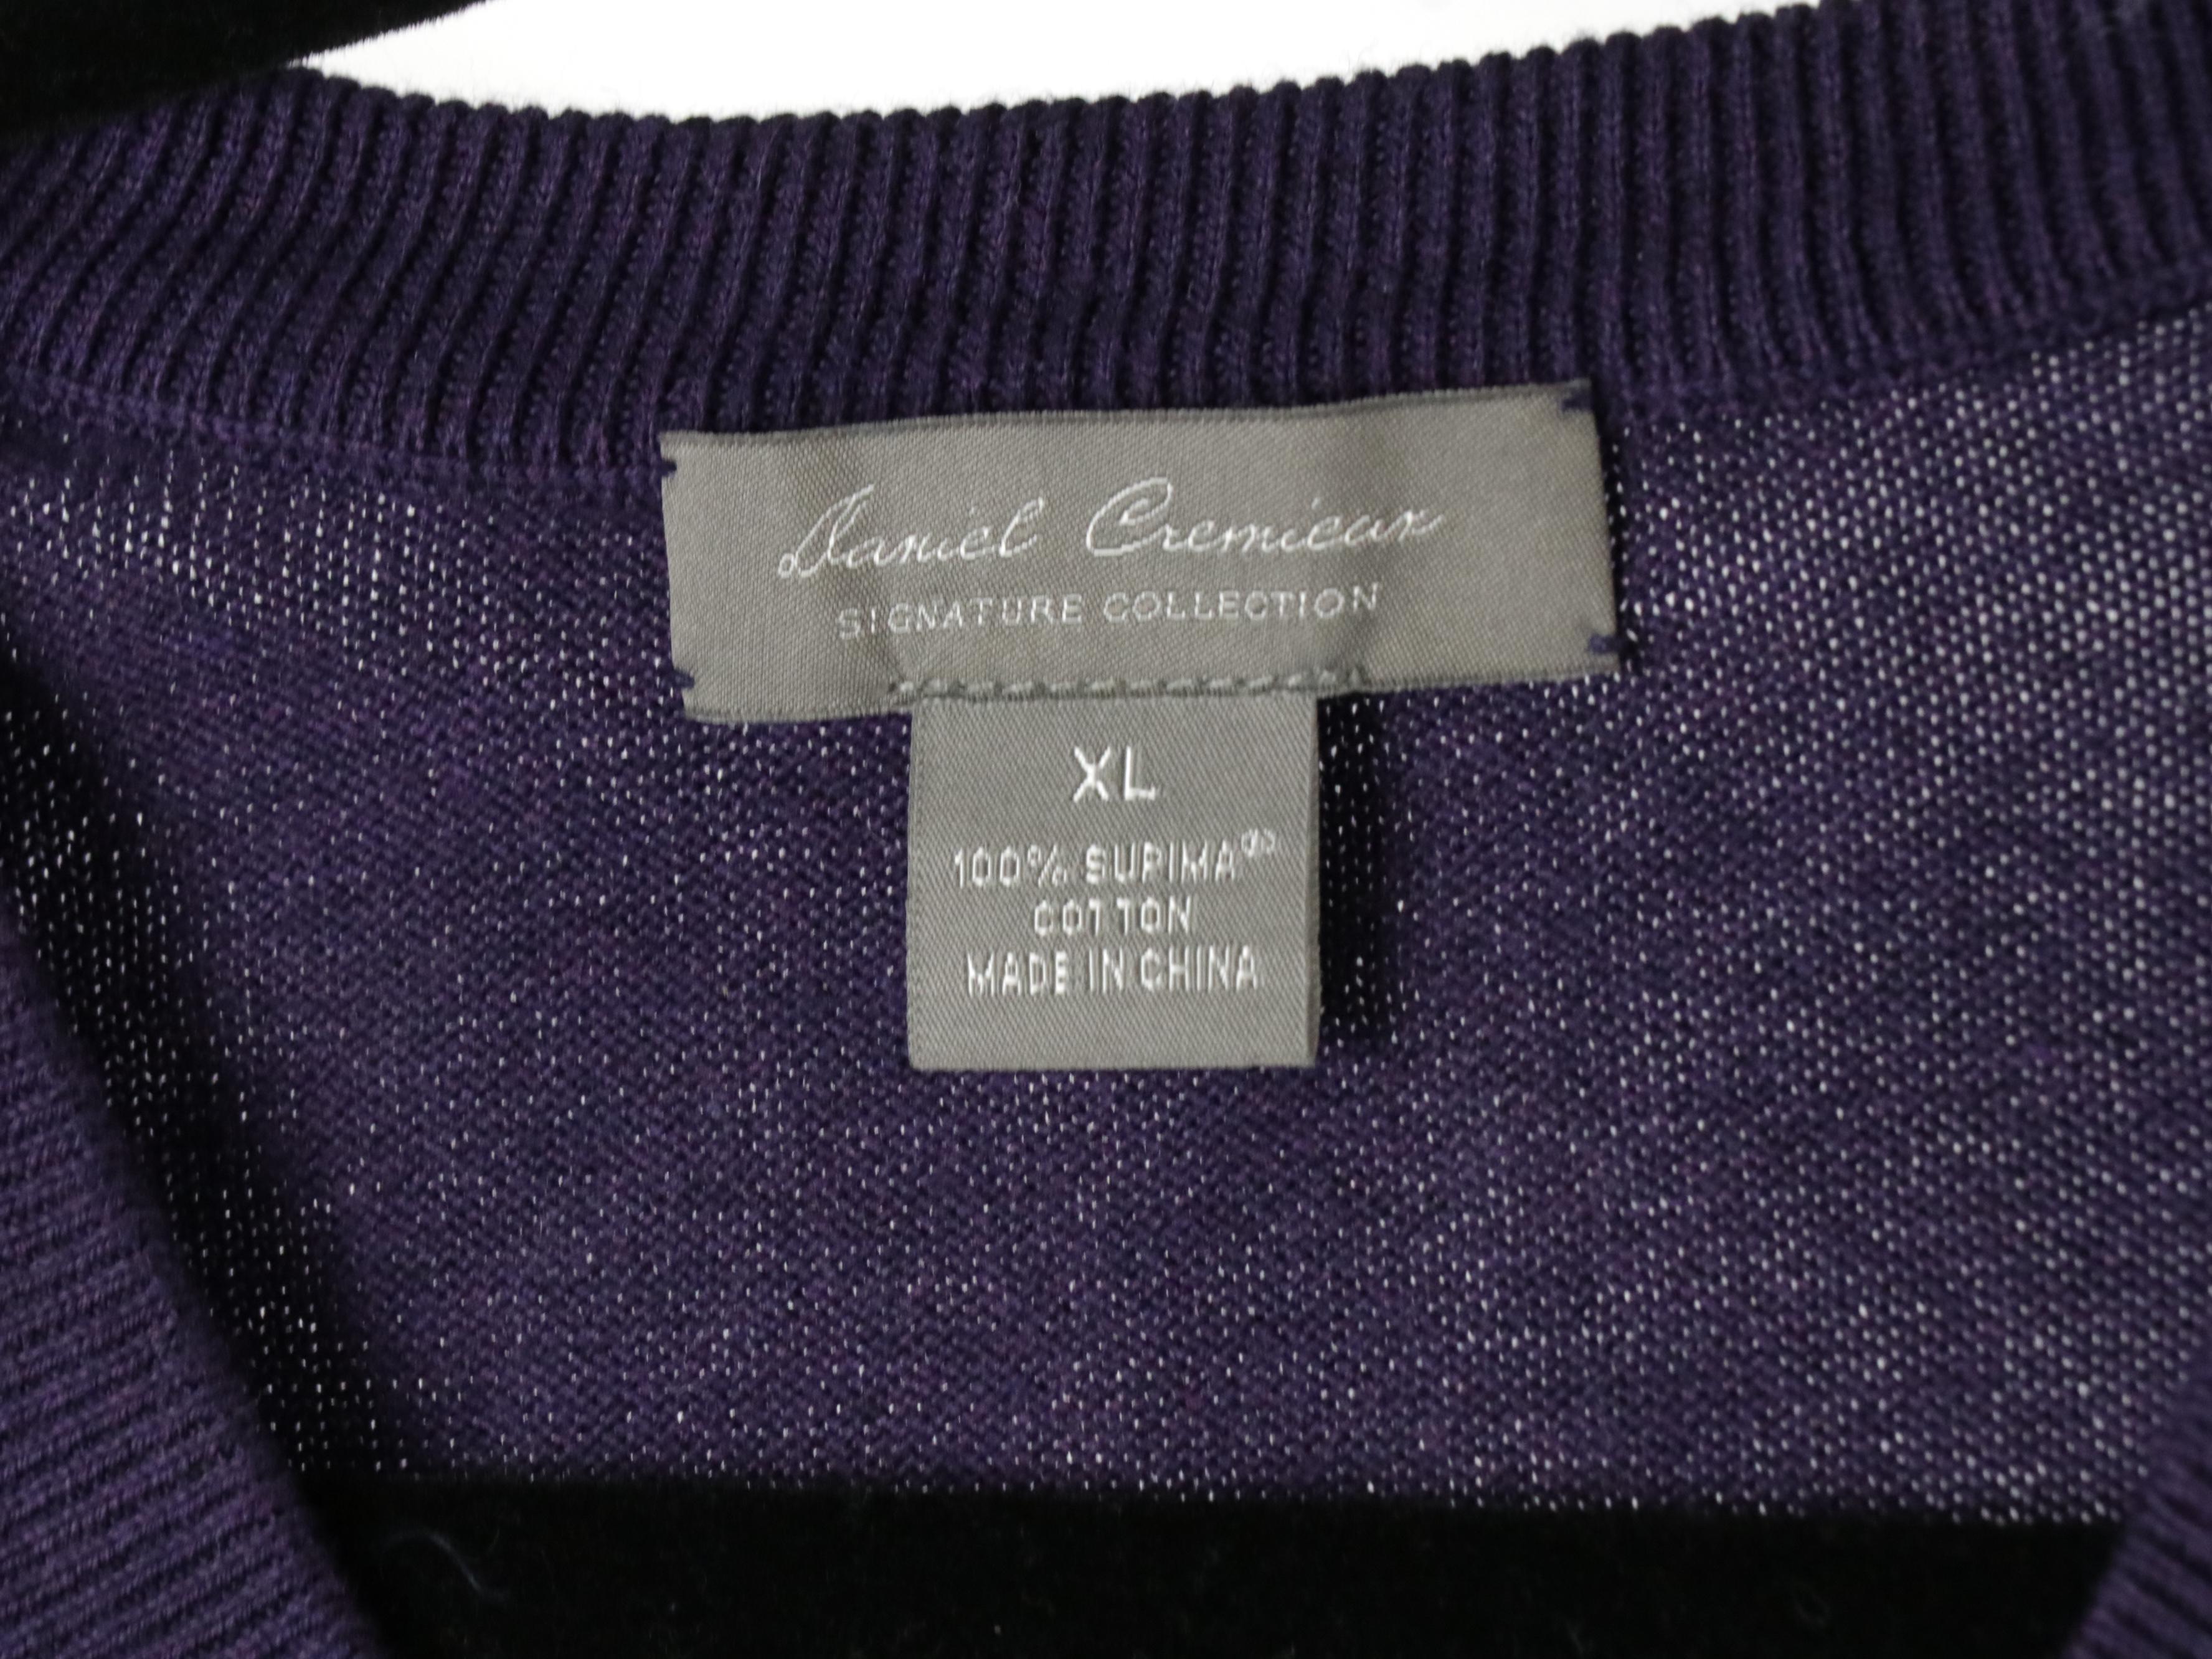 Daniel Cremieux
SIGNATURE COLLECTION
XL
100% SUPIMA®
COTTON
MADE IN CHINA